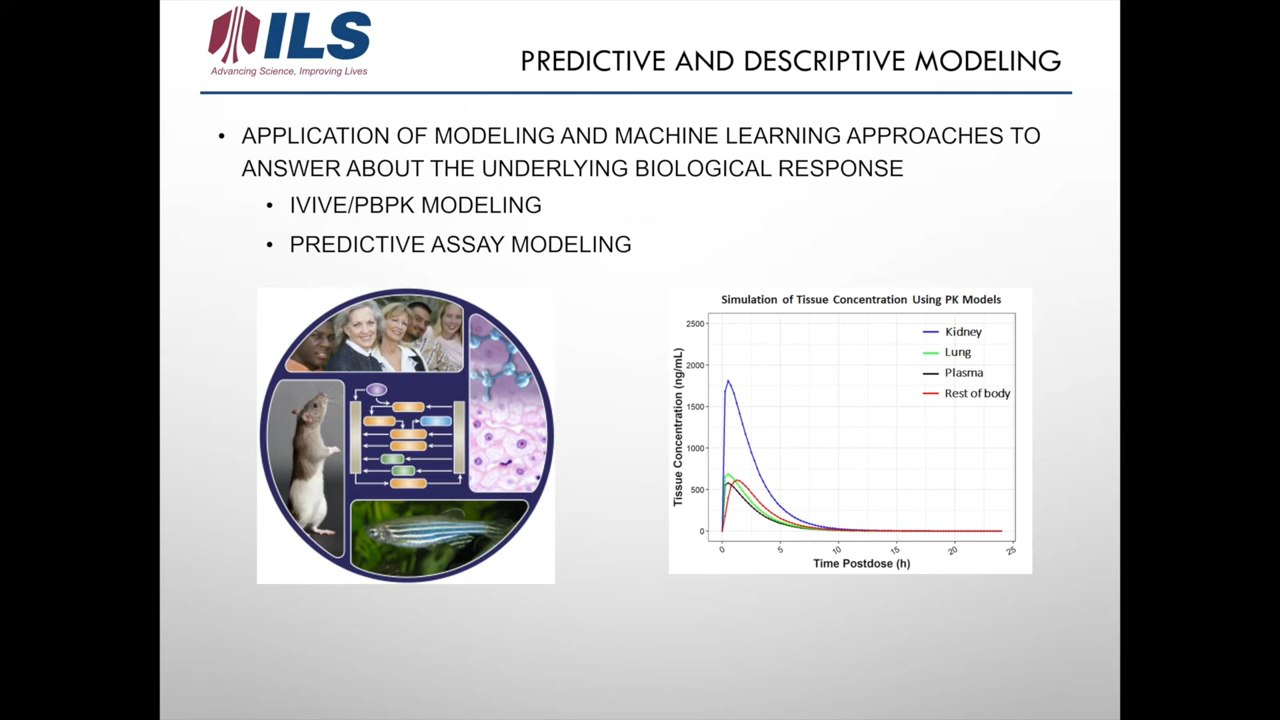 ILS
Advancing Science, Improving Lives
PREDICTIVE AND DESCRIPTIVE MODELING
• APPLICATION OF MODELING AND MACHINE LEARNING APPROACHES TO
ANSWER ABOUT THE UNDERLYING BIOLOGICAL RESPONSE
• IVIVE/PBPK MODELING
• PREDICTIVE ASSAY MODELING
Simulation of Tissue Concentration Using PK Models
Tissue Concentration (ng/mL)
2500
2000
1500
1000
500
0
Kidney
Lung
Plasma
Rest of body
0 5 10 15 20 25
Time Postdose (h)